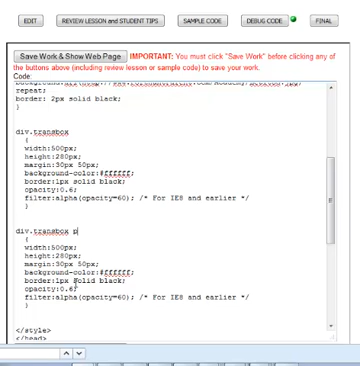 EDIT REVIEW LESSON and STUDENT TIPS SAMPLE CODE DEBUG CODE FINAL
Save Work & Show Web Page IMPORTANT: You must click "Save Work" before clicking any of
the buttons above (including review lesson or sample code) to save your work.
Code:
repeat;
border: 2px solid black;
}
div.transbox
{
width:500px;
height:280px;
margin:30px 50px;
background-color:#ffffff;
border:1px solid black;
opacity:0.6;
filter:alpha(opacity=60); /* For IE8 and earlier */
}
div.transbox p
{
width:500px;
height:280px;
margin:30px 50px;
background-color:#ffffff;
border:1px solid black;
opacity:0.6;
filter:alpha(opacity=60); /* For IE8 and earlier */
}
</style>
</head>